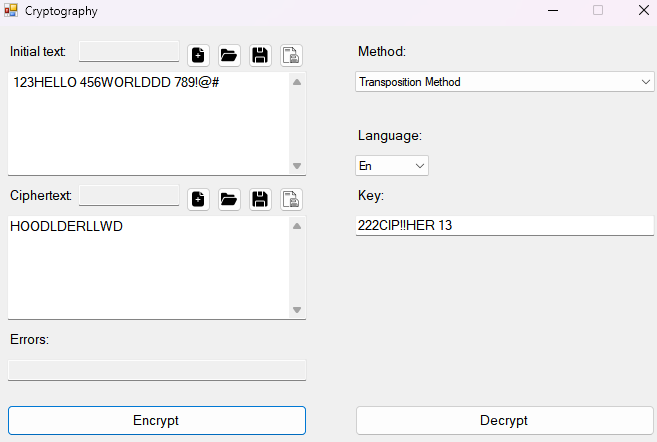 Cryptography
Initial text:
123HELLO 456WORLDDD 789!@#
Ciphertext:
HOODLDERLLWD
Errors:
Encrypt
Method:
Transposition Method
Language:
En
Key:
222CIP!!HER 13
Decrypt